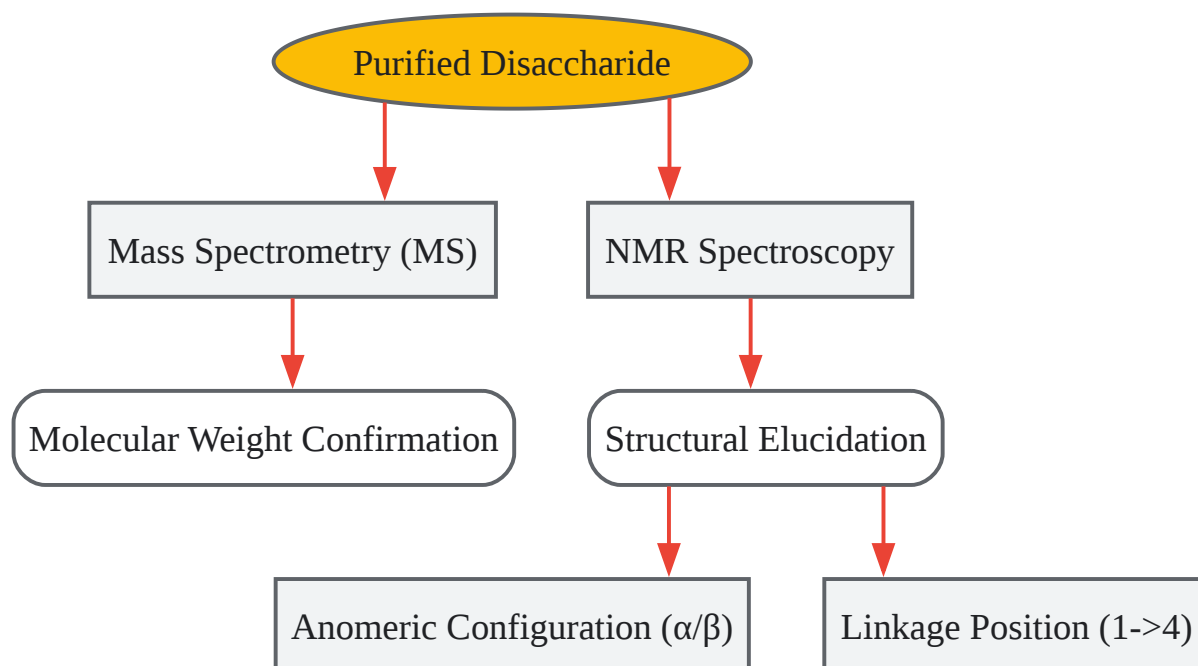 Purified Disaccharide
Mass Spectrometry (MS)
NMR Spectroscopy
Molecular Weight Confirmation
Structural Elucidation
Anomeric Configuration (α/β)
Linkage Position (1->4)